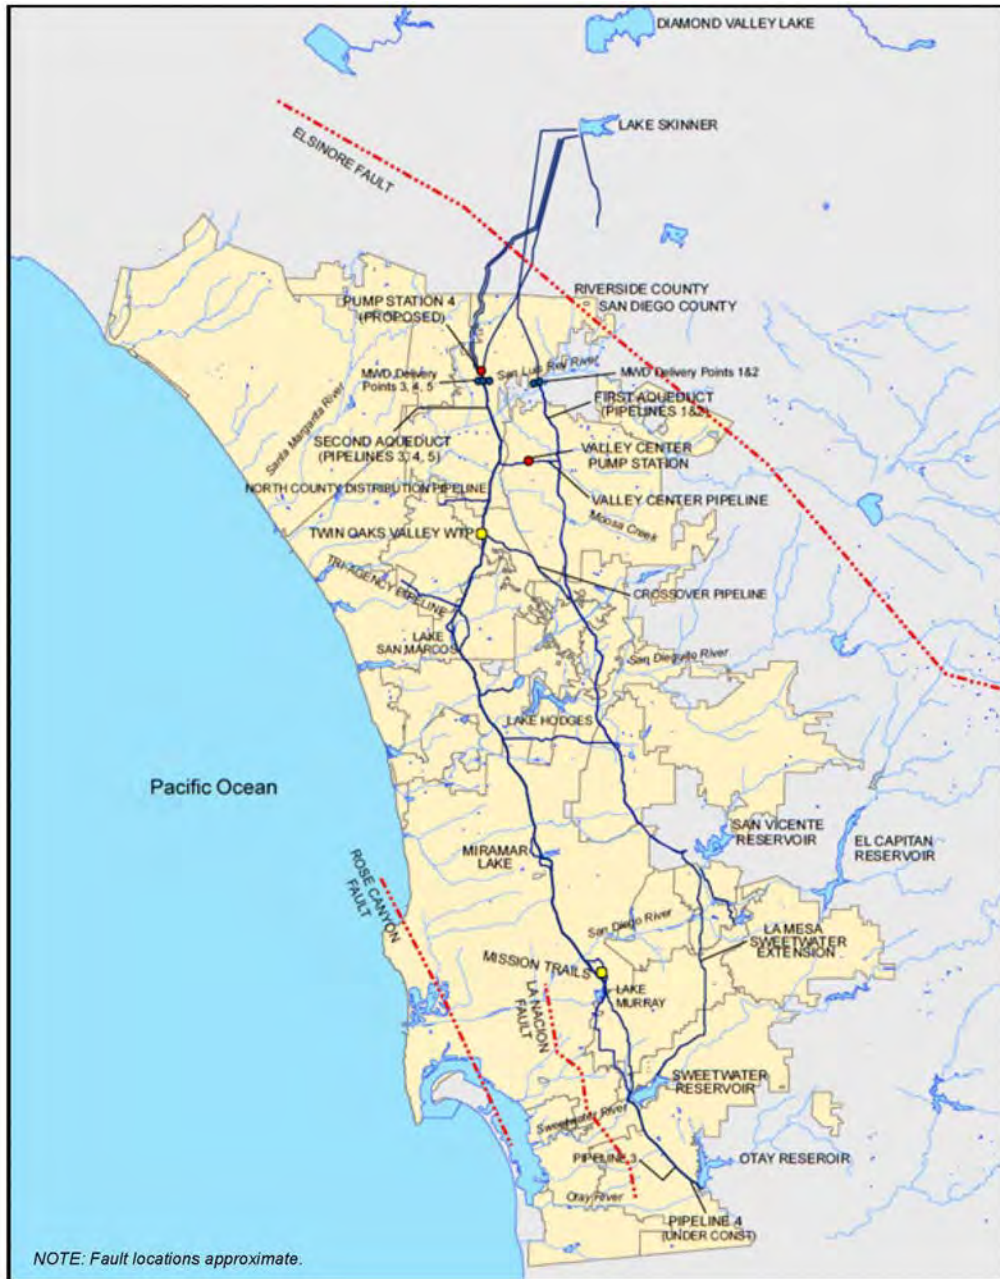 DIAMOND VALLEY LAKE
LAKE SKINNER
ELSINORE FAULT
RIVERSIDE COUNTY
SAN DIEGO COUNTY
PUMP STATION 4
(PROPOSED)
San Luis Rey River
MWD Delivery
Points 3, 4, 5
MWD Delivery Points 1&2
FIRST AQUEDUCT
(PIPELINES 1&2)
Santa Margarita River
SECOND AQUEDUCT
(PIPELINES 3, 4, 5)
VALLEY CENTER
PUMP STATION
NORTH COUNTY DISTRIBUTION PIPELINE
VALLEY CENTER PIPELINE
Moosa Creek
TWIN OAKS VALLEY WTP
TRI-AGENCY PIPELINE
CROSSOVER PIPELINE
LAKE
SAN MARCOS
San Dieguito River
LAKE HODGES
Pacific Ocean
SAN VICENTE
RESERVOIR
EL CAPITAN
RESERVOIR
MIRAMAR
LAKE
ROSE CANYON
FAULT
San Diego River
LA MESA
SWEETWATER
EXTENSION
MISSION TRAILS
LA NACION
FAULT
LAKE
MURRAY
SWEETWATER
RESERVOIR
Sweetwater River
PIPELINE 3
OTAY RESEROIR
Otay River
PIPELINE 4
(UNDER CONST)
NOTE: Fault locations approximate.